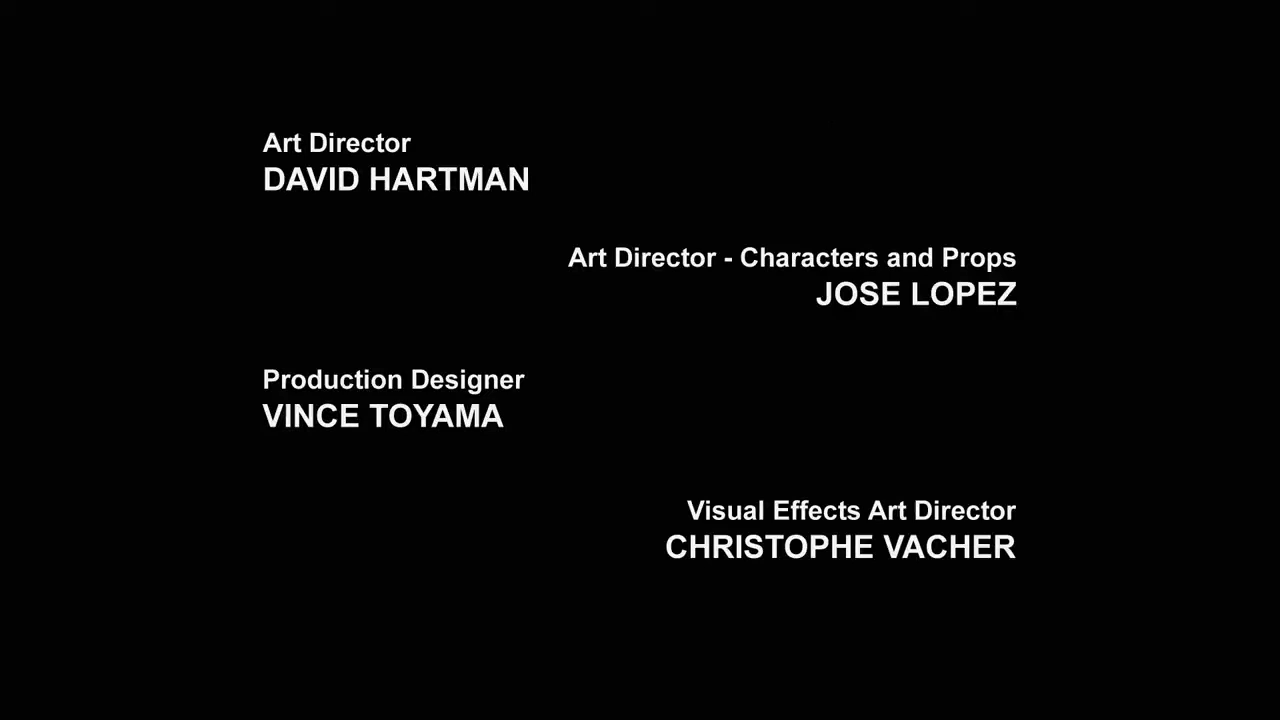 Art Director
DAVID HARTMAN
Art Director - Characters and Props
JOSE LOPEZ
Production Designer
VINCE TOYAMA
Visual Effects Art Director
CHRISTOPHE VACHER